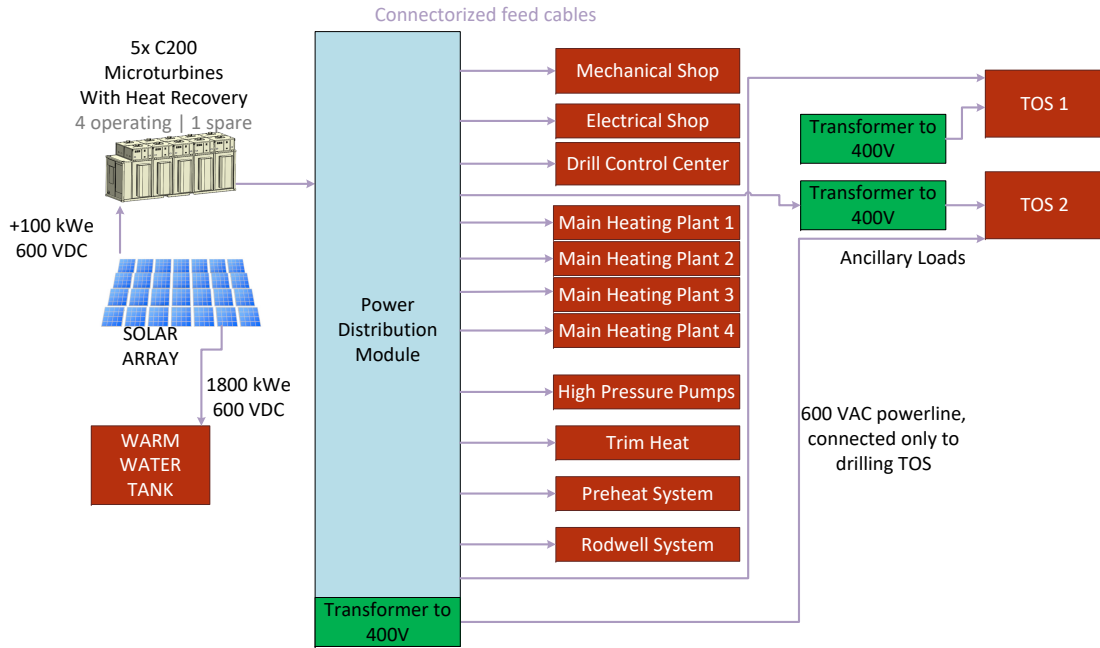 Connectorized feed cables
5x C200
Microturbines
With Heat Recovery
4 operating | 1 spare
+100 kWe
600 VDC
SOLAR
ARRAY
1800 kWe
600 VDC
WARM
WATER
TANK
Power
Distribution
Module
Transformer to
400V
Mechanical Shop
Electrical Shop
Drill Control Center
Main Heating Plant 1
Main Heating Plant 2
Main Heating Plant 3
Main Heating Plant 4
High Pressure Pumps
Trim Heat
Preheat System
Rodwell System
Transformer to
400V
Transformer to
400V
TOS 1
TOS 2
Ancillary Loads
600 VAC powerline,
connected only to
drilling TOS